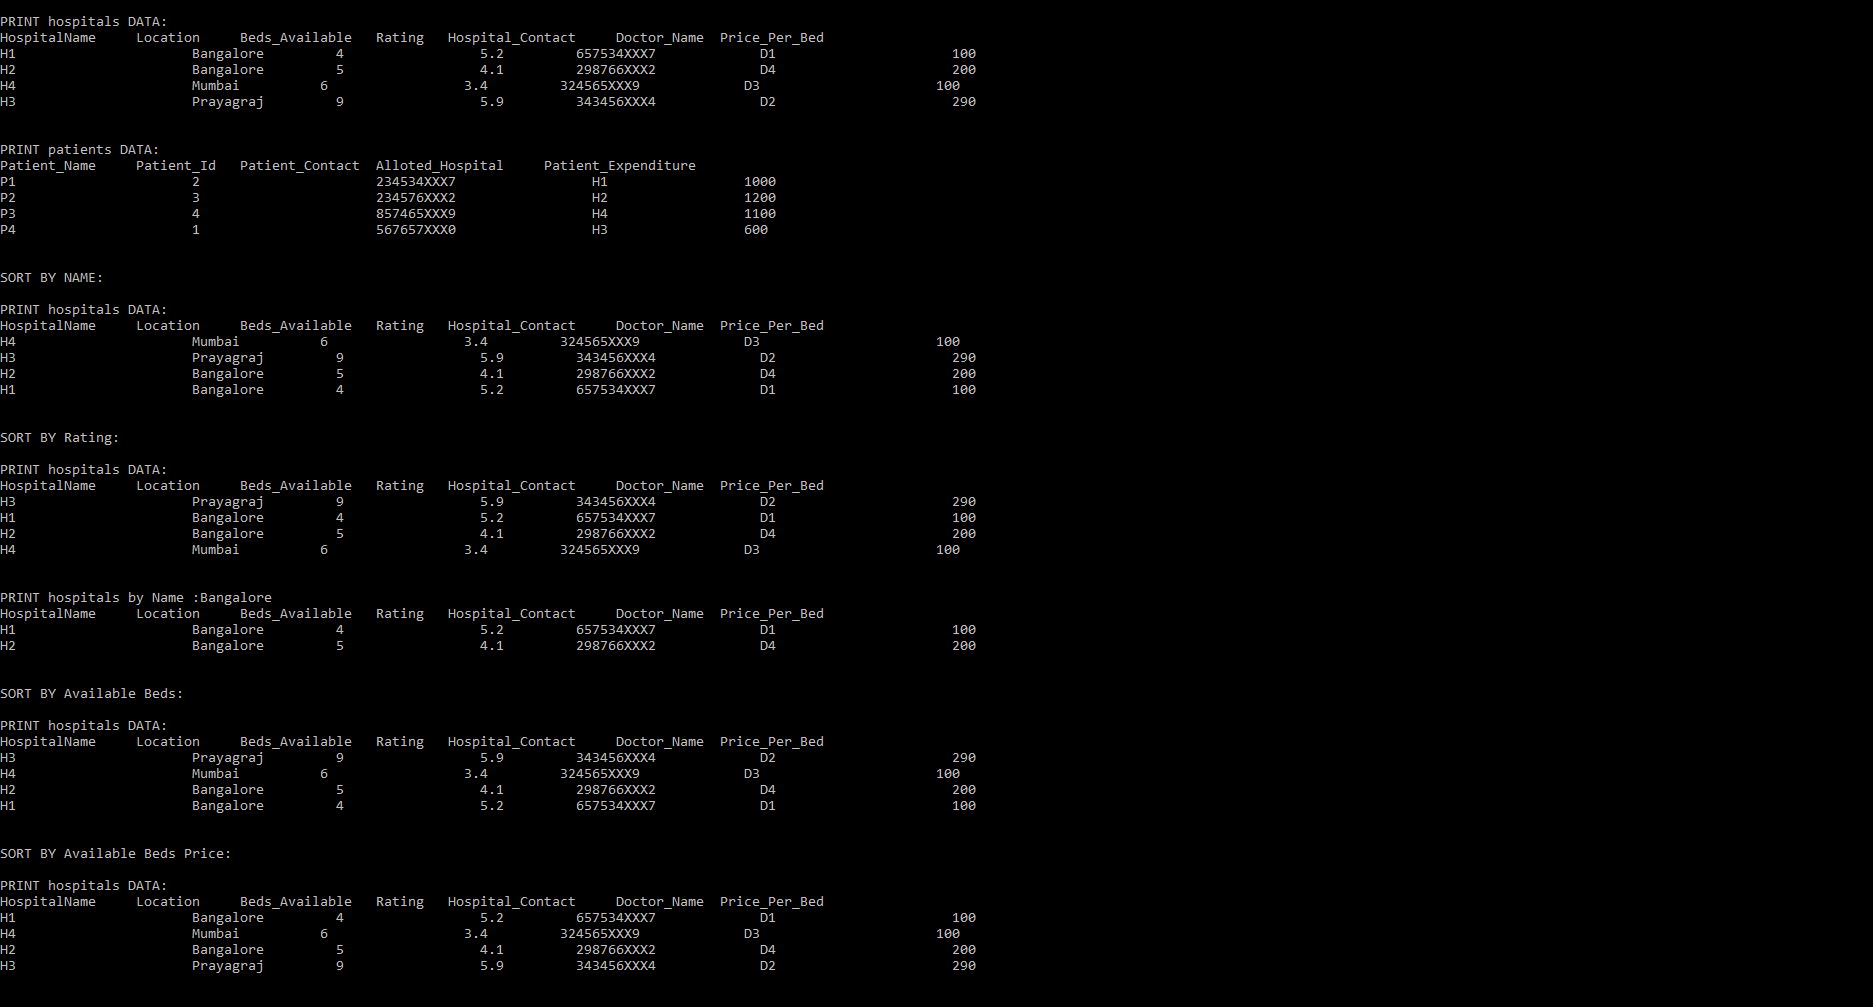 PRINT hospitals DATA:
HospitalName     Location     Beds_Available   Rating   Hospital_Contact     Doctor_Name  Price_Per_Bed
H1                      Bangalore         4                 5.2         657534XXX7             D1                      100
H2                      Bangalore         5                 4.1         298766XXX2             D4                      200
H4                      Mumbai          6                 3.4         324565XXX9             D3                      100
H3                      Prayagraj         9                 5.9         343456XXX4             D2                      290
PRINT patients DATA:
Patient_Name     Patient_Id   Patient_Contact  Alloted_Hospital     Patient_Expenditure
P1                      2                      234534XXX7                 H1                 1000
P2                      3                      234576XXX2                 H2                 1200
P3                      4                      857465XXX9                 H4                 1100
P4                      1                      567657XXX0                 H3                 600
SORT BY NAME:
PRINT hospitals DATA:
HospitalName     Location     Beds_Available   Rating   Hospital_Contact     Doctor_Name  Price_Per_Bed
H4                      Mumbai          6                 3.4         324565XXX9             D3                      100
H3                      Prayagraj         9                 5.9         343456XXX4             D2                      290
H2                      Bangalore         5                 4.1         298766XXX2             D4                      200
H1                      Bangalore         4                 5.2         657534XXX7             D1                      100
SORT BY Rating:
PRINT hospitals DATA:
HospitalName     Location     Beds_Available   Rating   Hospital_Contact     Doctor_Name  Price_Per_Bed
H3                      Prayagraj         9                 5.9         343456XXX4             D2                      290
H1                      Bangalore         4                 5.2         657534XXX7             D1                      100
H2                      Bangalore         5                 4.1         298766XXX2             D4                      200
H4                      Mumbai          6                 3.4         324565XXX9             D3                      100
PRINT hospitals by Name :Bangalore
HospitalName     Location     Beds_Available   Rating   Hospital_Contact     Doctor_Name  Price_Per_Bed
H1                      Bangalore         4                 5.2         657534XXX7             D1                      100
H2                      Bangalore         5                 4.1         298766XXX2             D4                      200
SORT BY Available Beds:
PRINT hospitals DATA:
HospitalName     Location     Beds_Available   Rating   Hospital_Contact     Doctor_Name  Price_Per_Bed
H3                      Prayagraj         9                 5.9         343456XXX4             D2                      290
H4                      Mumbai          6                 3.4         324565XXX9             D3                      100
H2                      Bangalore         5                 4.1         298766XXX2             D4                      200
H1                      Bangalore         4                 5.2         657534XXX7             D1                      100
SORT BY Available Beds Price:
PRINT hospitals DATA:
HospitalName     Location     Beds_Available   Rating   Hospital_Contact     Doctor_Name  Price_Per_Bed
H1                      Bangalore         4                 5.2         657534XXX7             D1                      100
H4                      Mumbai          6                 3.4         324565XXX9             D3                      100
H2                      Bangalore         5                 4.1         298766XXX2             D4                      200
H3                      Prayagraj         9                 5.9         343456XXX4             D2                      290